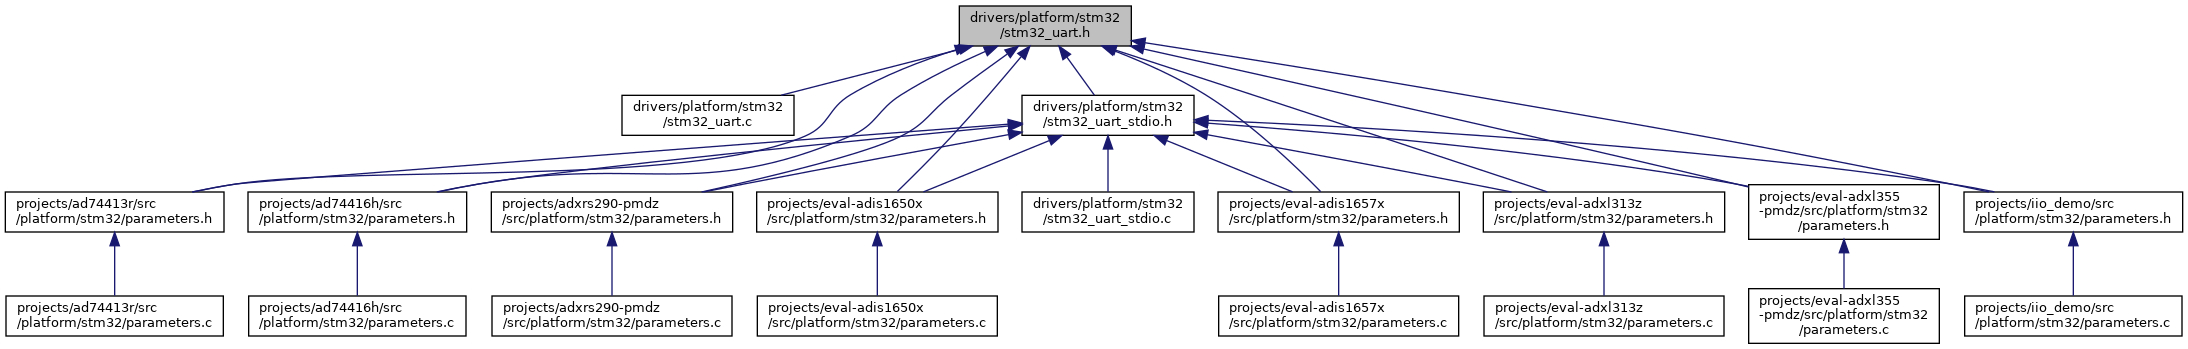 drivers/platform/stm32
/stm32_uart.h
drivers/platform/stm32
/stm32_uart.c
drivers/platform/stm32
/stm32_uart_stdio.h
projects/ad74413r/src
/platform/stm32/parameters.h
projects/ad74416h/src
/platform/stm32/parameters.h
projects/adxrs290-pmdz
/src/platform/stm32/parameters.h
projects/eval-adis1650x
/src/platform/stm32/parameters.h
drivers/platform/stm32
/stm32_uart_stdio.c
projects/eval-adis1657x
/src/platform/stm32/parameters.h
projects/eval-adxl313z
/src/platform/stm32/parameters.h
projects/eval-adxl355
-pmdz/src/platform/stm32
/parameters.h
projects/iio_demo/src
/platform/stm32/parameters.h
projects/ad74413r/src
/platform/stm32/parameters.c
projects/ad74416h/src
/platform/stm32/parameters.c
projects/adxrs290-pmdz
/src/platform/stm32/parameters.c
projects/eval-adis1650x
/src/platform/stm32/parameters.c
projects/eval-adis1657x
/src/platform/stm32/parameters.c
projects/eval-adxl313z
/src/platform/stm32/parameters.c
projects/eval-adxl355
-pmdz/src/platform/stm32
/parameters.c
projects/iio_demo/src
/platform/stm32/parameters.c